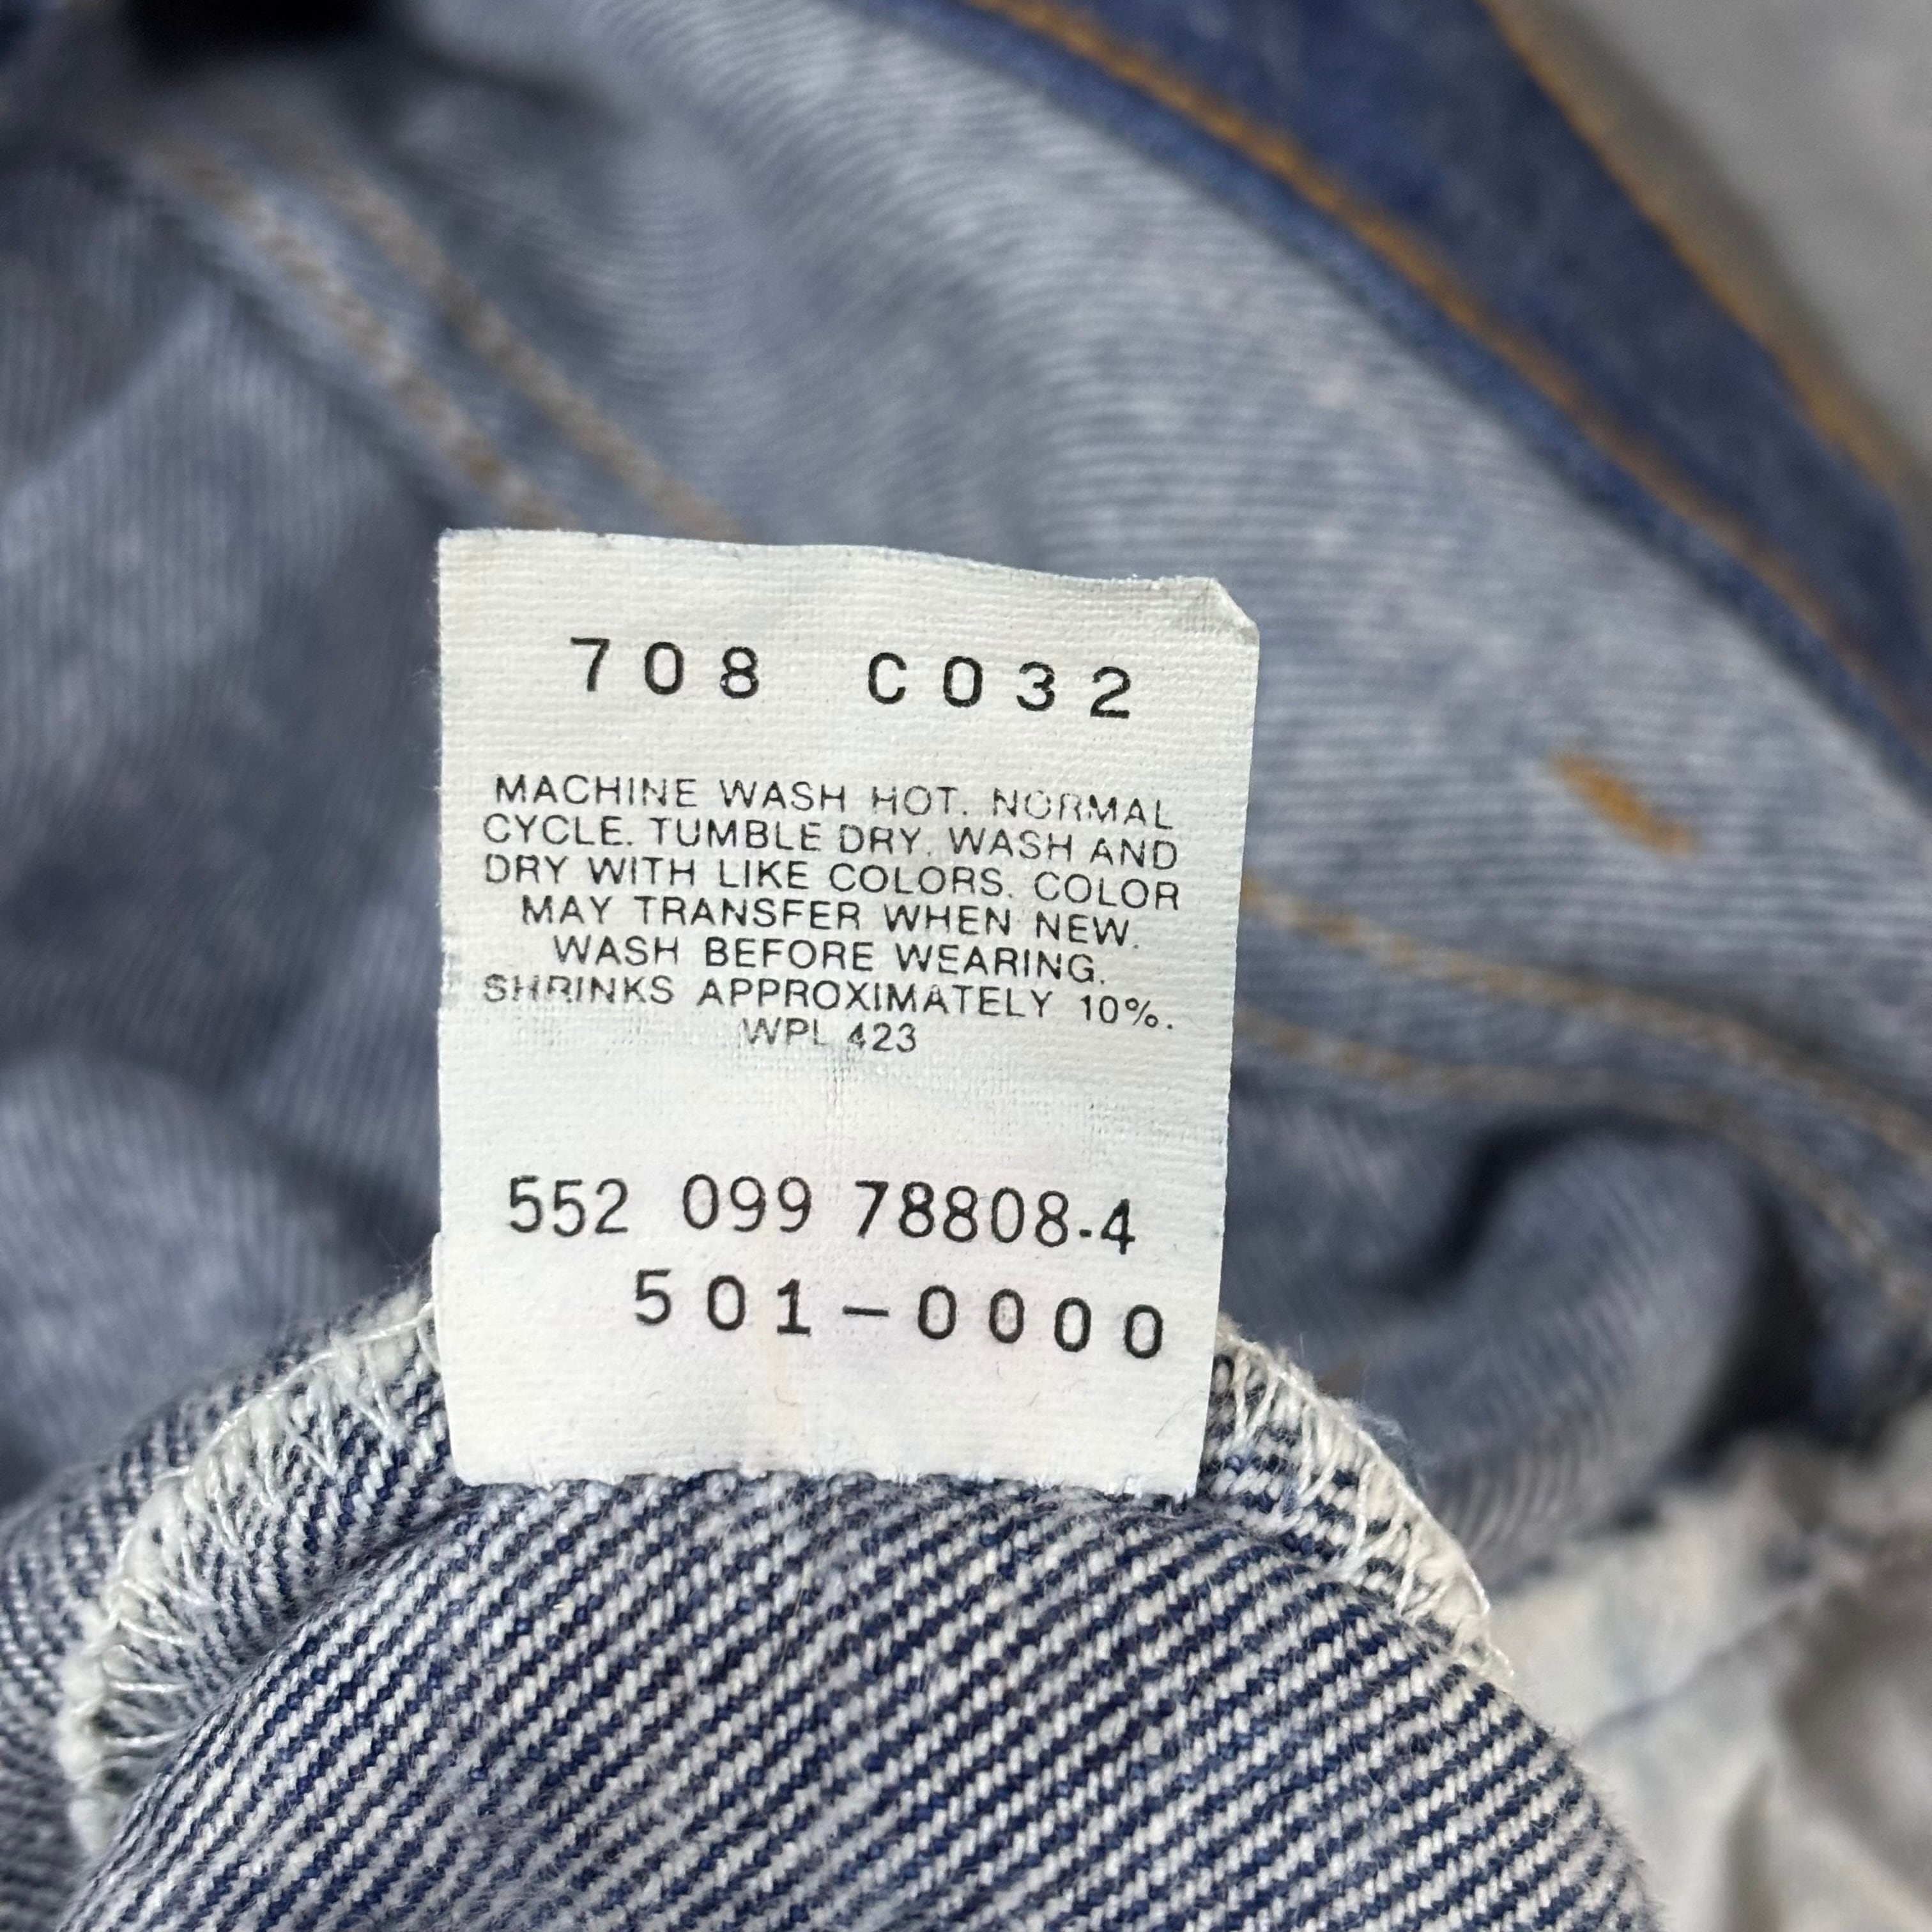 708 C032
MACHINE WASH HOT. NORMAL
CYCLE. TUMBLE DRY. WASH AND
DRY WITH LIKE COLORS. COLOR
MAY TRANSFER WHEN NEW.
WASH BEFORE WEARING.
SHRINKS APPROXIMATELY 10%.
WPL 423
552 099 78808-4
501-0000